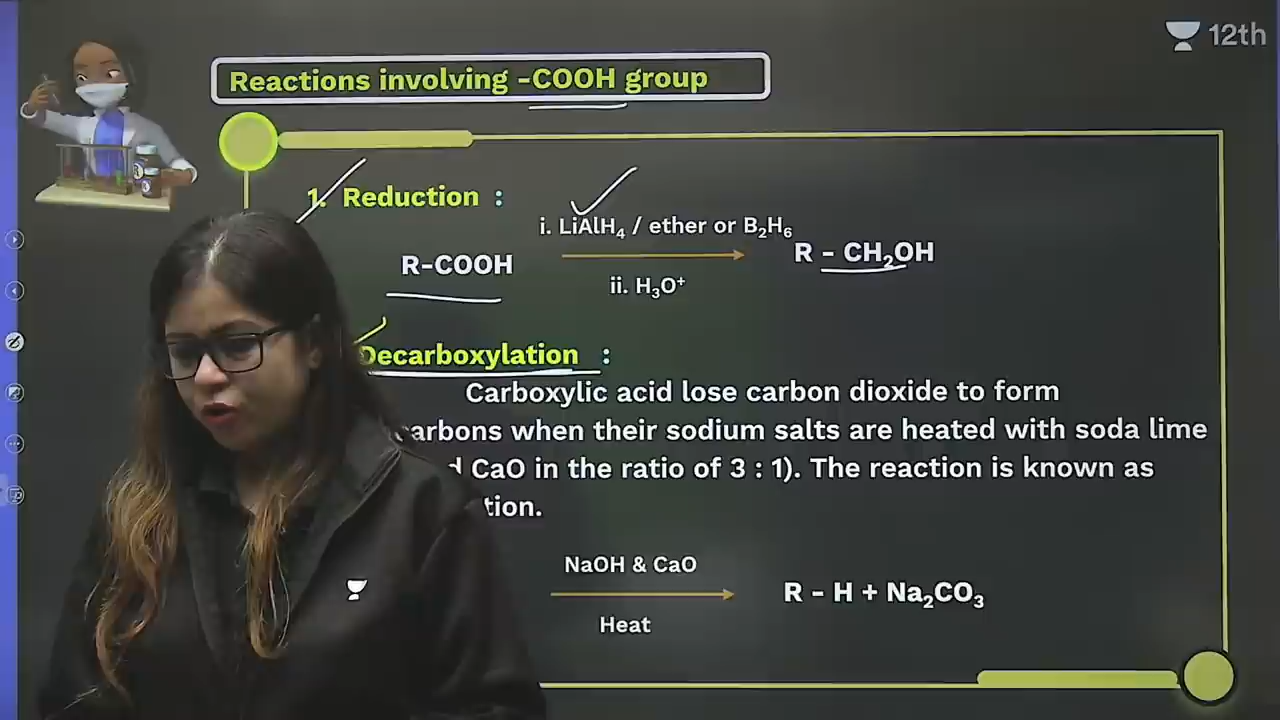 12th
Reactions involving -COOH group
1. Reduction :
i. LiAlH₄ / ether or B₂H₆
R-COOH
R - CH₂OH
ii. H₃O⁺
Decarboxylation :
Carboxylic acid lose carbon dioxide to form
carbons when their sodium salts are heated with soda lime
CaO in the ratio of 3 : 1). The reaction is known as
tion.
NaOH & CaO
R - H + Na₂CO₃
Heat